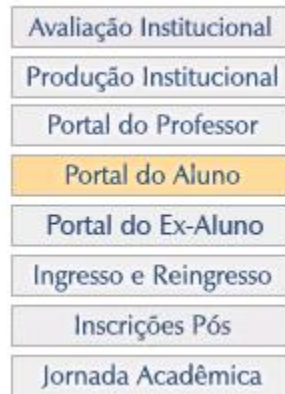 Avaliação Institucional
Produção Institucional
Portal do Professor
Portal do Aluno
Portal do Ex-Aluno
Ingresso e Reingresso
Inscrições Pós
Jornada Acadêmica